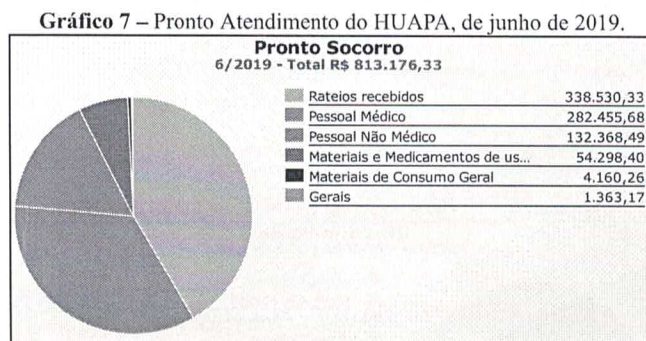 Gráfico 7 – Pronto Atendimento do HUAPA, de junho de 2019.
Pronto Socorro
6/2019 - Total R$ 813.176,33
Rateios recebidos 338.530,33
Pessoal Médico 282.455,68
Pessoal Não Médico 132.368,49
Materiais e Medicamentos de us... 54.298,40
Materiais de Consumo Geral 4.160,26
Gerais 1.363,17